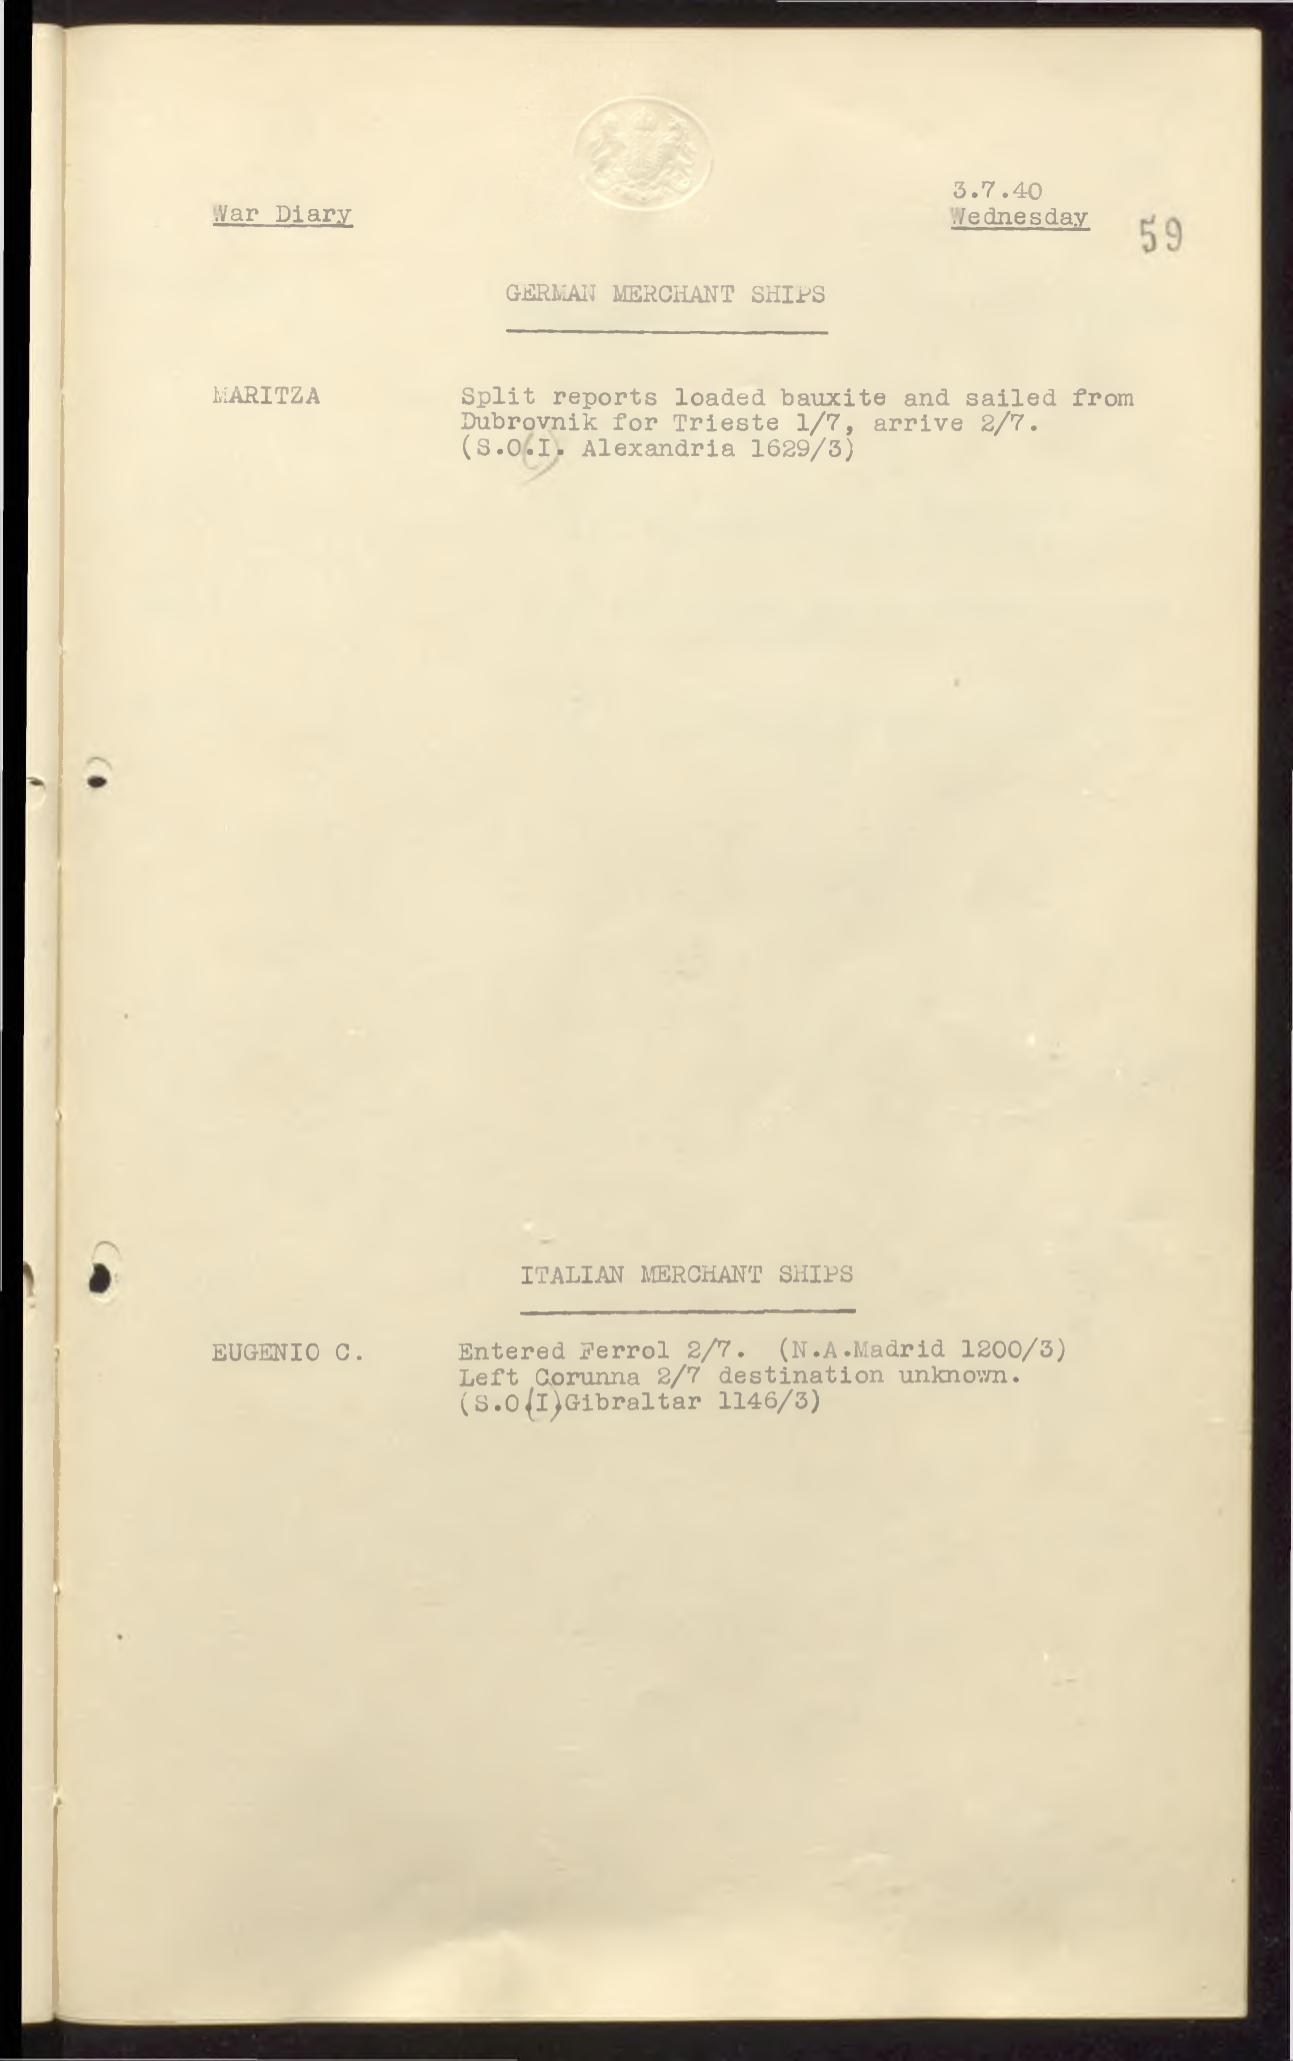 3.7.40
War Diary Wednesday
59
GERMAN MERCHANT SHIPS
MARITZA Split reports loaded bauxite and sailed from
Dubrovnik for Trieste 1/7, arrive 2/7.
(S.O.(I). Alexandria 1629/3)
ITALIAN MERCHANT SHIPS
EUGENIO C. Entered Ferrol 2/7. (N.A.Madrid 1200/3)
Left Corunna 2/7 destination unknown.
(S.O.(I)Gibraltar 1146/3)